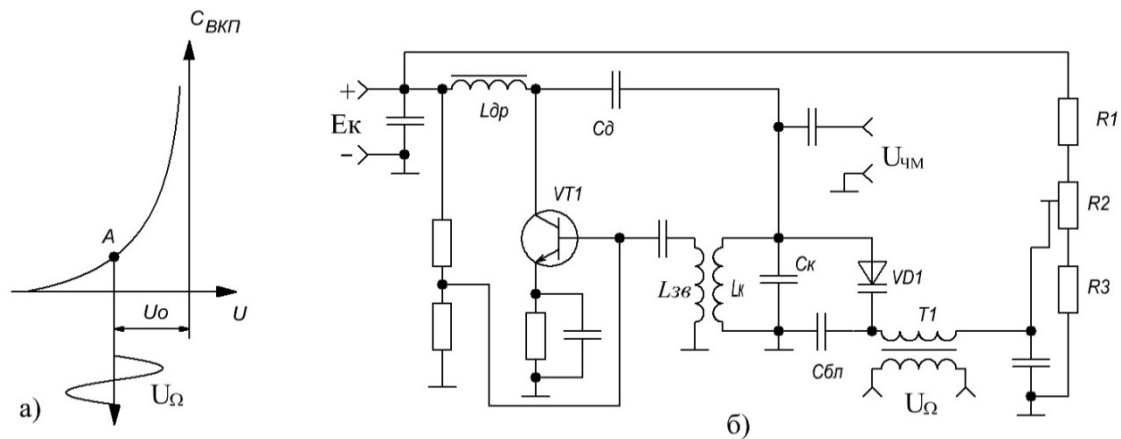 C_ВКП
A
Uo
U
U_Ω
а)
+
Eк
−
Lдр
Cд
U_ЧМ
R1
VT1
R2
Lзв
Lк
Cк
VD1
R3
T1
Cбл
U_Ω
б)